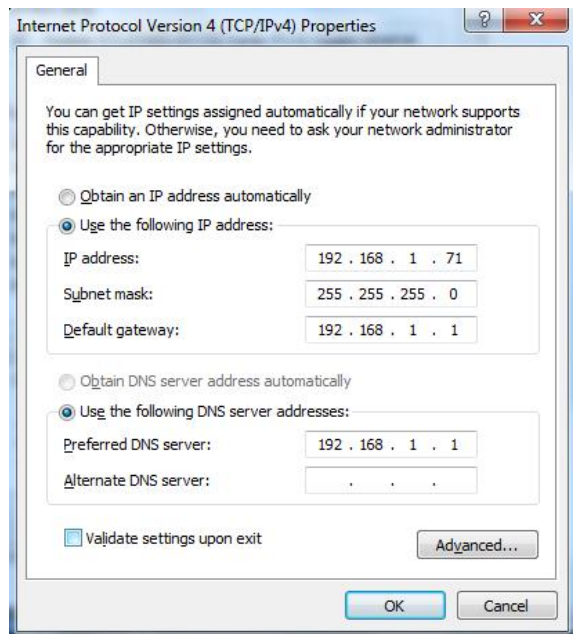 Internet Protocol Version 4 (TCP/IPv4) Properties
General
You can get IP settings assigned automatically if your network supports
this capability. Otherwise, you need to ask your network administrator
for the appropriate IP settings.
Obtain an IP address automatically
Use the following IP address:
IP address: 192 . 168 . 1 . 71
Subnet mask: 255 . 255 . 255 . 0
Default gateway: 192 . 168 . 1 . 1
Obtain DNS server address automatically
Use the following DNS server addresses:
Preferred DNS server: 192 . 168 . 1 . 1
Alternate DNS server: . . .
Validate settings upon exit
Advanced...
OK Cancel